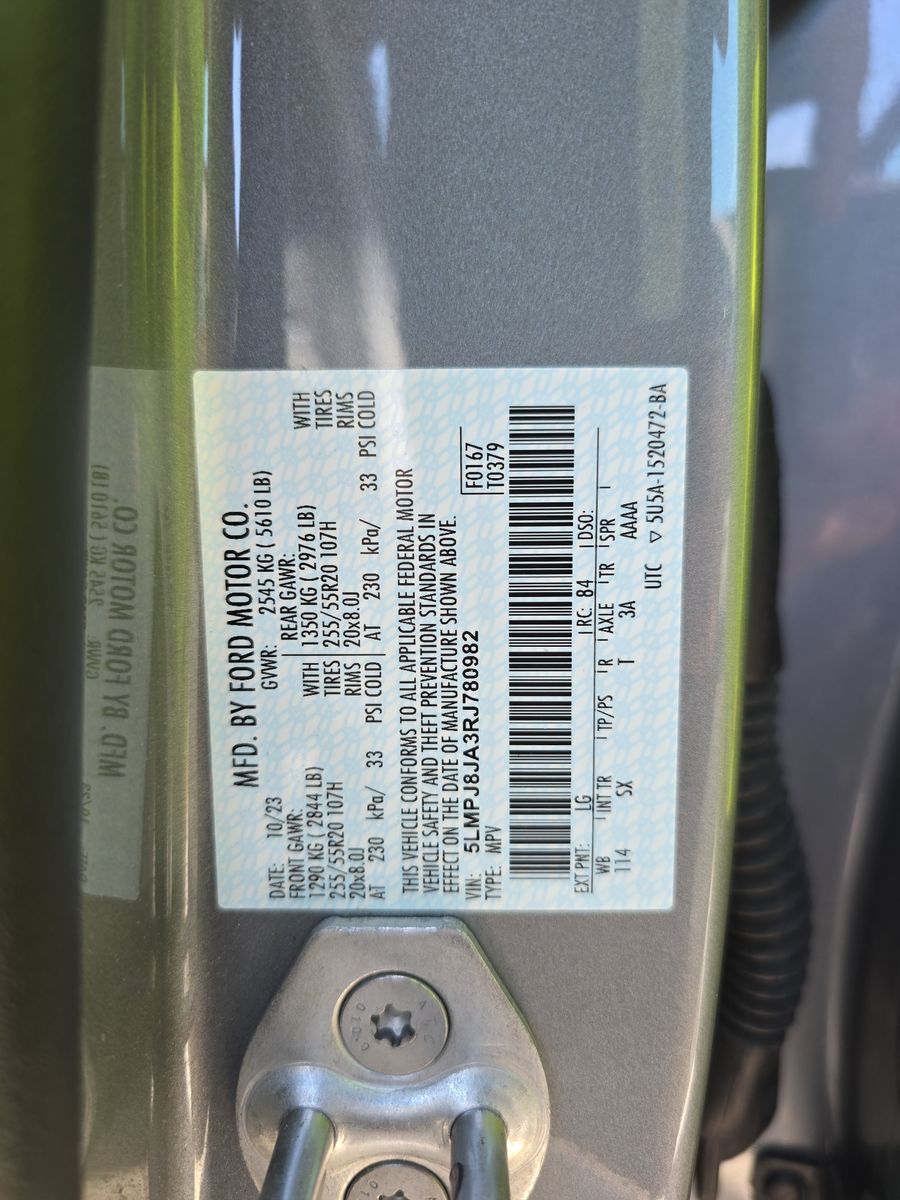 MFD. BY FORD MOTOR CO.
DATE: 10/23 GVWR: 2545 KG ( 5610 LB)
FRONT GAWR: REAR GAWR:
1290 KG ( 2844 LB) WITH 1350 KG ( 2976 LB) WITH
255/55R20 107H TIRES 255/55R20 107H TIRES
20x8.0J RIMS 20x8.0J RIMS
AT 230 kPa/ 33 PSI COLD AT 230 kPa/ 33 PSI COLD
THIS VEHICLE CONFORMS TO ALL APPLICABLE FEDERAL MOTOR
VEHICLE SAFETY AND THEFT PREVENTION STANDARDS IN
EFFECT ON THE DATE OF MANUFACTURE SHOWN ABOVE.
VIN: 5LMPJ8JA3RJ780982 F0167
TYPE: MPV T0379
EXT PNT: LG RC: 84 DSO:
WB INT TR TP/PS R AXLE TR SPR
114 SX T 3A AAAA
UTC ▽ 5U5A-1520472-BA